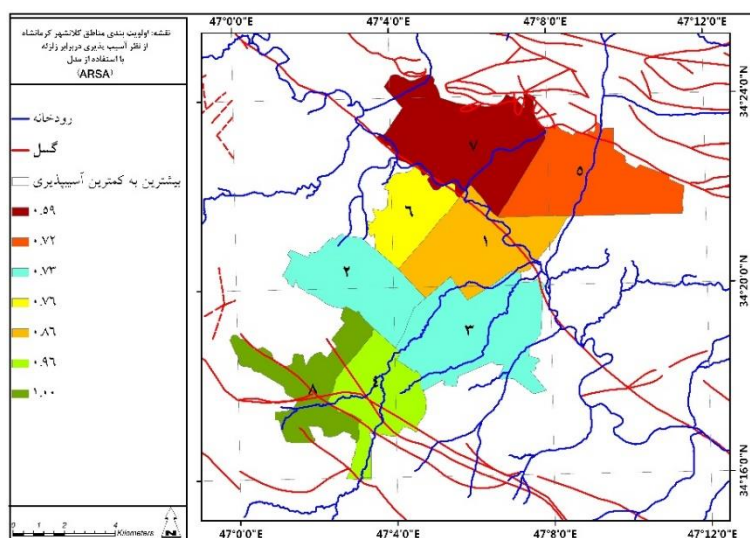 نقشه: اولویت بندی مناطق کلانشهر کرمانشاه
از نظر آسیب پذیری دربرابر زلزله
با استفاده از مدل
(ARSA)
رودخانه
گسل
بیشترین به کمترین آسیبپذیری
۰.۵۹
۰.۷۲
۰.۷۳
۰.۷۶
۰.۸۶
۰.۹۶
۱.۰۰
0 1 2 4
Kilometers
N
47°0'0"E 47°4'0"E 47°8'0"E 47°12'0"E
34°24'0"N
34°20'0"N
34°16'0"N
۷
۵
۶
۱
۲
۳
۸
47°0'0"E 47°4'0"E 47°8'0"E 47°12'0"E